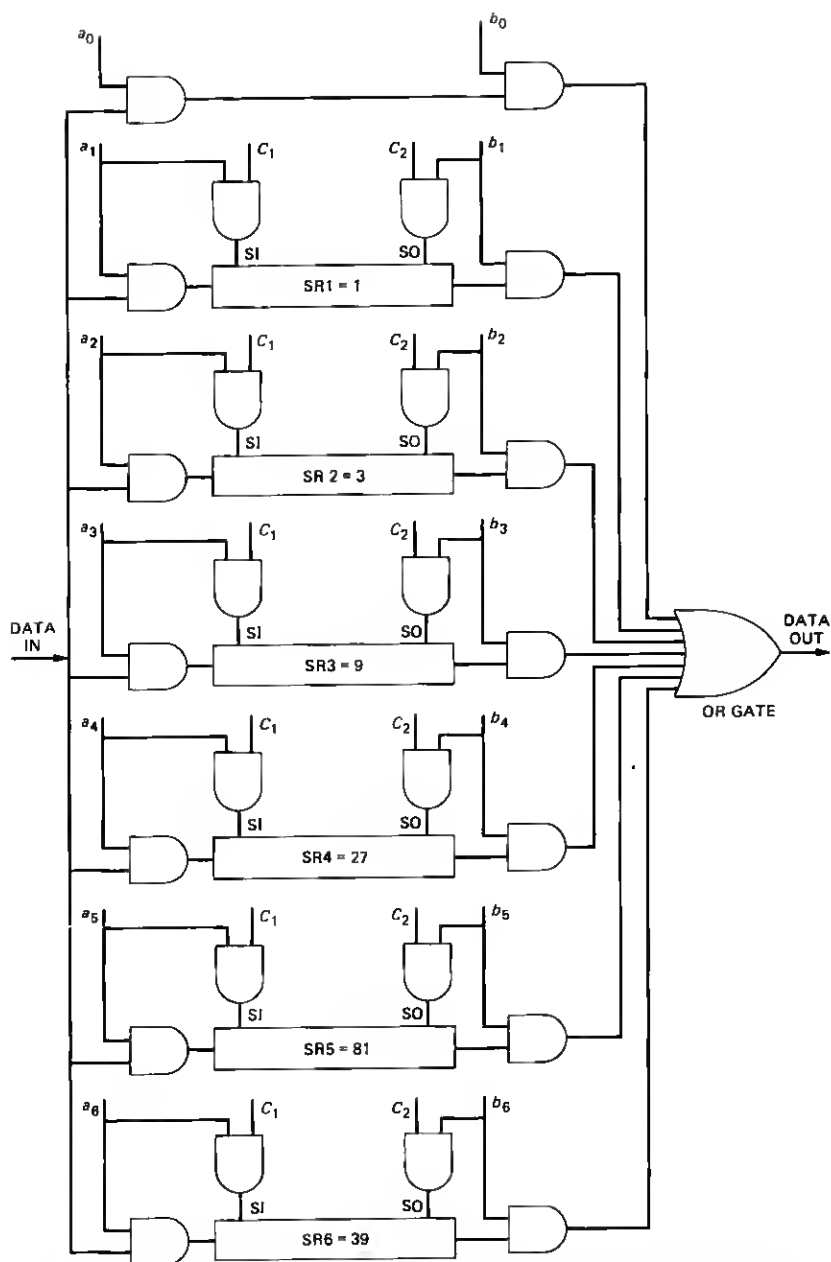 a0 b0
a1 C1 C2 b1
SI SO
SR1 = 1
a2 C1 C2 b2
SI SO
SR 2 = 3
a3 C1 C2 b3
SI SO
DATA IN
SR3 = 9
DATA OUT
OR GATE
a4 C1 C2 b4
SI SO
SR4 = 27
a5 C1 C2 b5
SI SO
SR5 = 81
a6 C1 C2 b6
SI SO
SR6 = 39